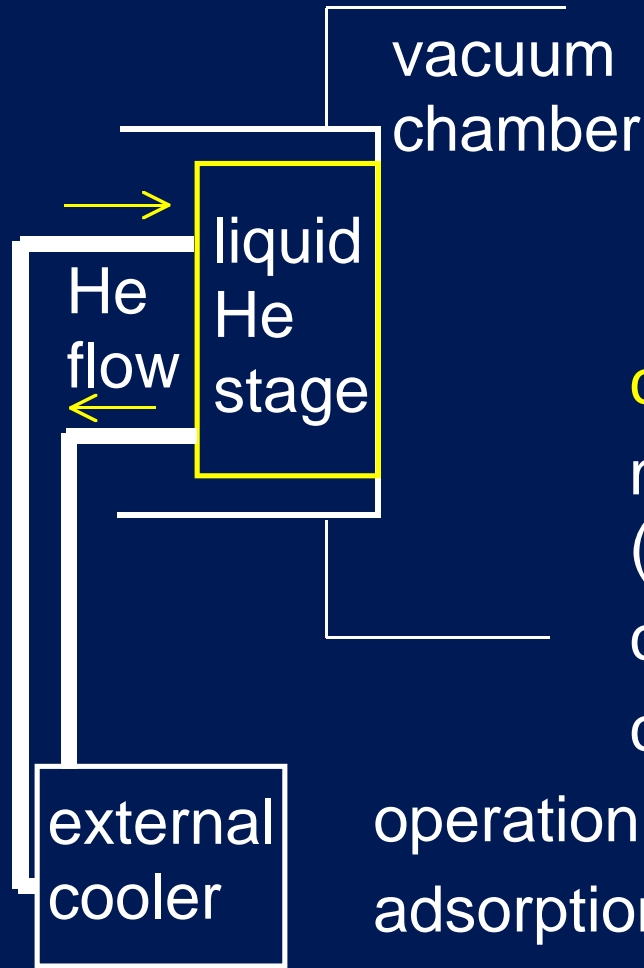 vacuum
chamber
liquid
He
stage
He
flow
external
cooler
operation
adsorption